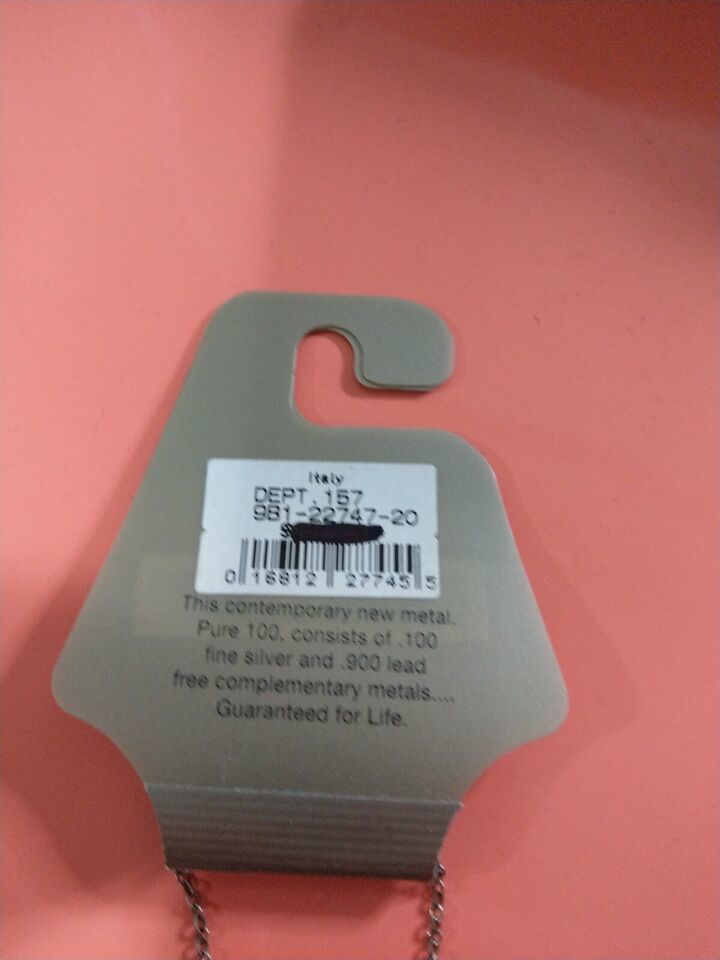 Italy
DEPT.157
981-22747-20
0 16812 27745 5
This contemporary new metal.
Pure 100, consists of .100
fine silver and .900 lead
free complementary metals....
Guaranteed for Life.